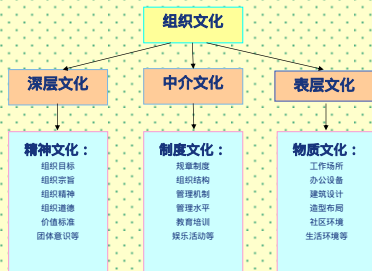 组织文化
深层文化
中介文化
表层文化
精神文化：
组织目标
组织宗旨
组织精神
组织道德
价值标准
团体意识等
制度文化：
规章制度
组织结构
管理机制
管理水平
教育培训
娱乐活动等
物质文化：
工作场所
办公设备
建筑设计
造型布局
社区环境
生活环境等